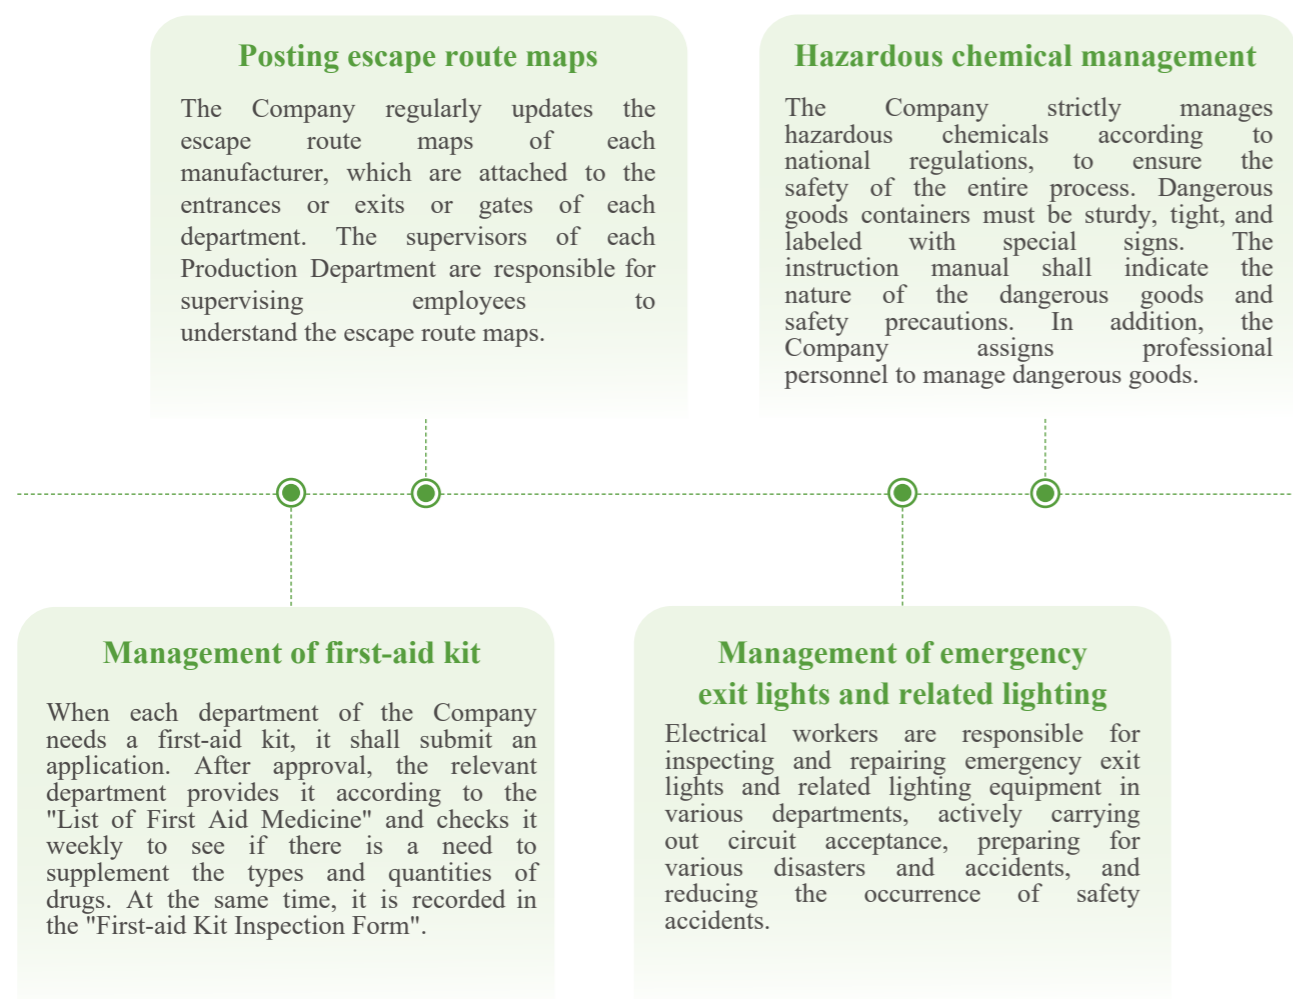 Posting escape route maps
The Company regularly updates the
escape route maps of each
manufacturer, which are attached to the
entrances or exits or gates of each
department. The supervisors of each
Production Department are responsible for
supervising employees to
understand the escape route maps.
Hazardous chemical management
The Company strictly manages
hazardous chemicals according to
national regulations, to ensure the
safety of the entire process. Dangerous
goods containers must be sturdy, tight, and
labeled with special signs. The
instruction manual shall indicate the
nature of the dangerous goods and
safety precautions. In addition, the
Company assigns professional
personnel to manage dangerous goods.
Management of first-aid kit
When each department of the Company
needs a first-aid kit, it shall submit an
application. After approval, the relevant
department provides it according to the
"List of First Aid Medicine" and checks it
weekly to see if there is a need to
supplement the types and quantities of
drugs. At the same time, it is recorded in
the "First-aid Kit Inspection Form".
Management of emergency
exit lights and related lighting
Electrical workers are responsible for
inspecting and repairing emergency exit
lights and related lighting equipment in
various departments, actively carrying
out circuit acceptance, preparing for
various disasters and accidents, and
reducing the occurrence of safety
accidents.